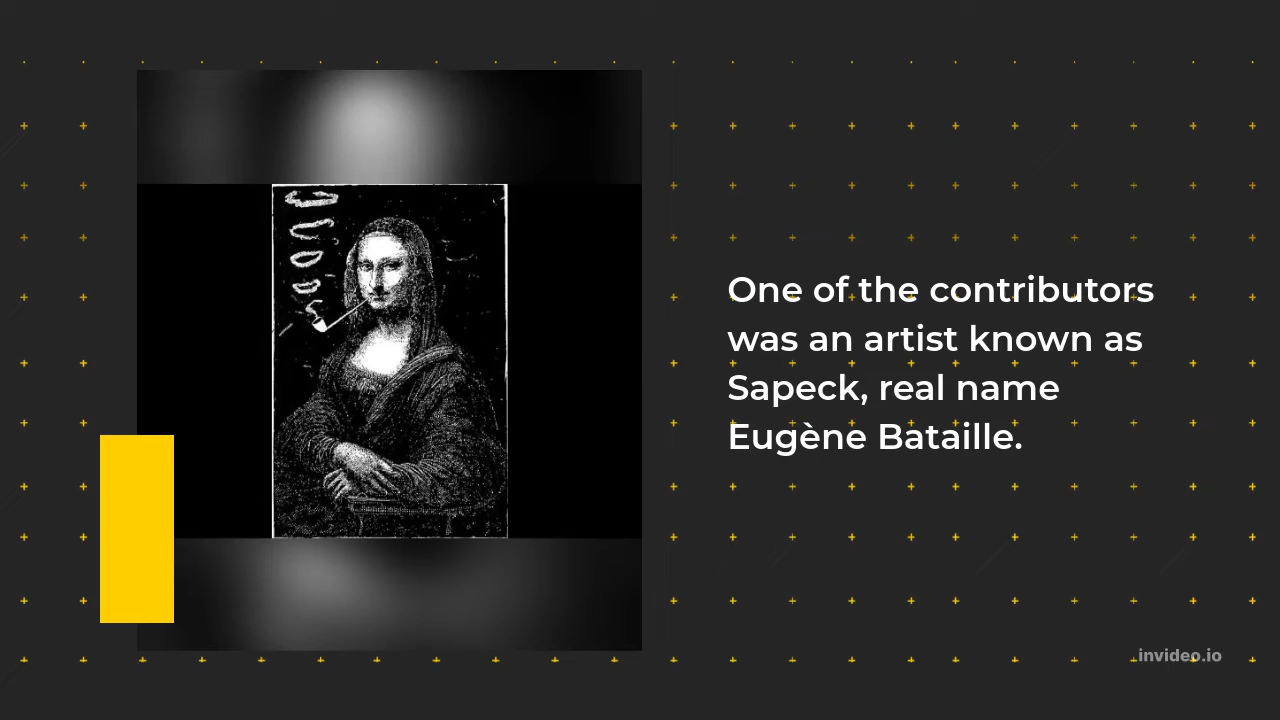 One of the contributors
was an artist known as
Sapeck, real name
Eugène Bataille.
invideo.io